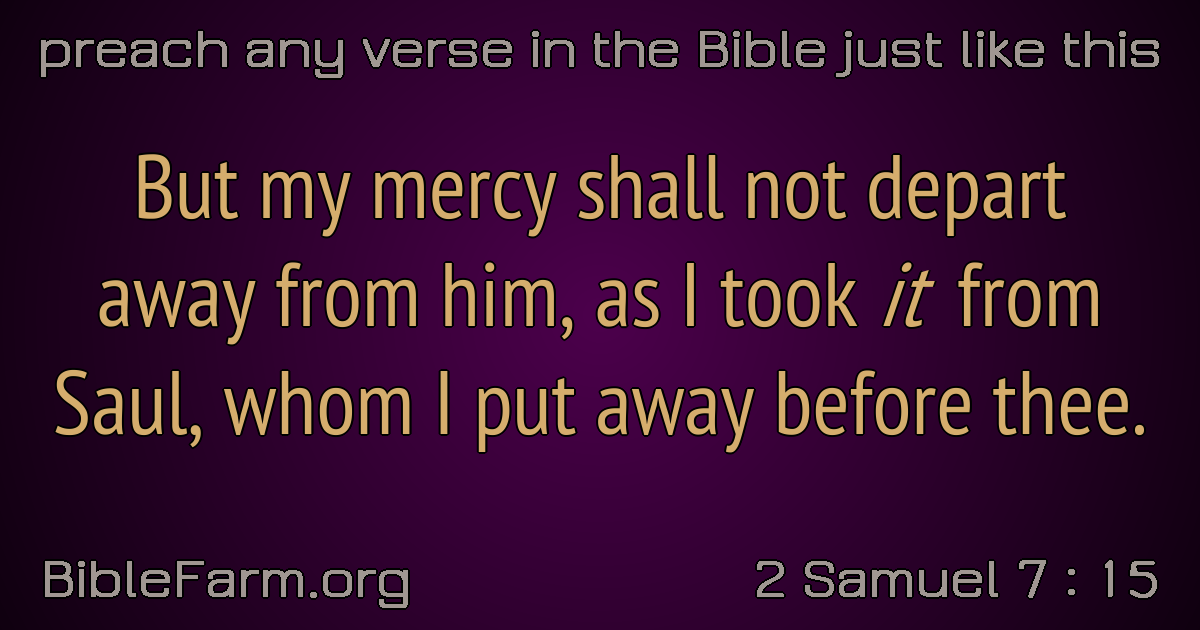 preach any verse in the Bible just like this
But my mercy shall not depart
away from him, as I took it from
Saul, whom I put away before thee.
BibleFarm.org
2 Samuel 7 : 15